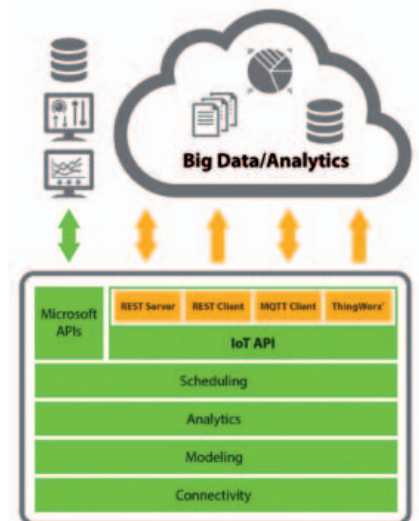 Big Data/Analytics
Microsoft
APIs
REST Server
REST Client
MQTT Client
ThingWorx'
IoT API
Scheduling
Analytics
Modeling
Connectivity